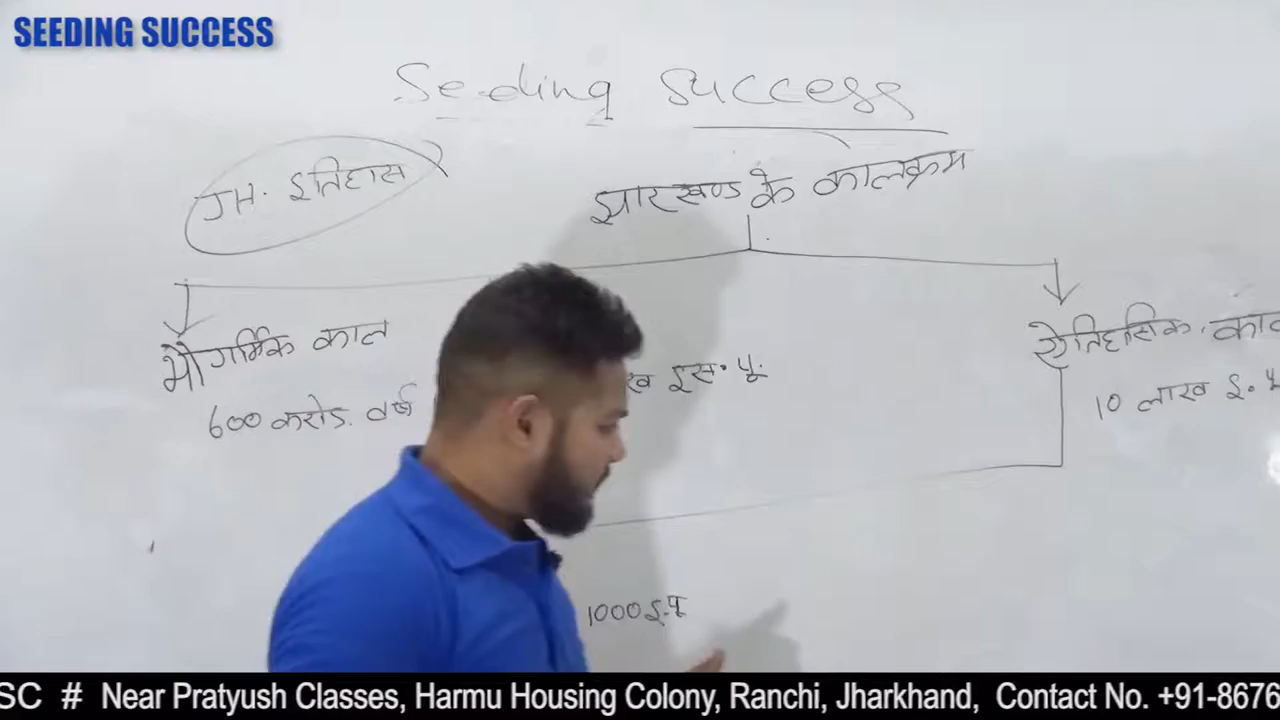 SEEDING SUCCESS
Seeding Success
JH. इतिहास
झारखण्ड के कालक्रम
भौगर्मिक काल
600 करोड. वर्ष
इस. पू.
ऐतिहासिक काल
10 लाख ई. पू
1000 ई.पू
SC # Near Pratyush Classes, Harmu Housing Colony, Ranchi, Jharkhand, Contact No. +91-8676